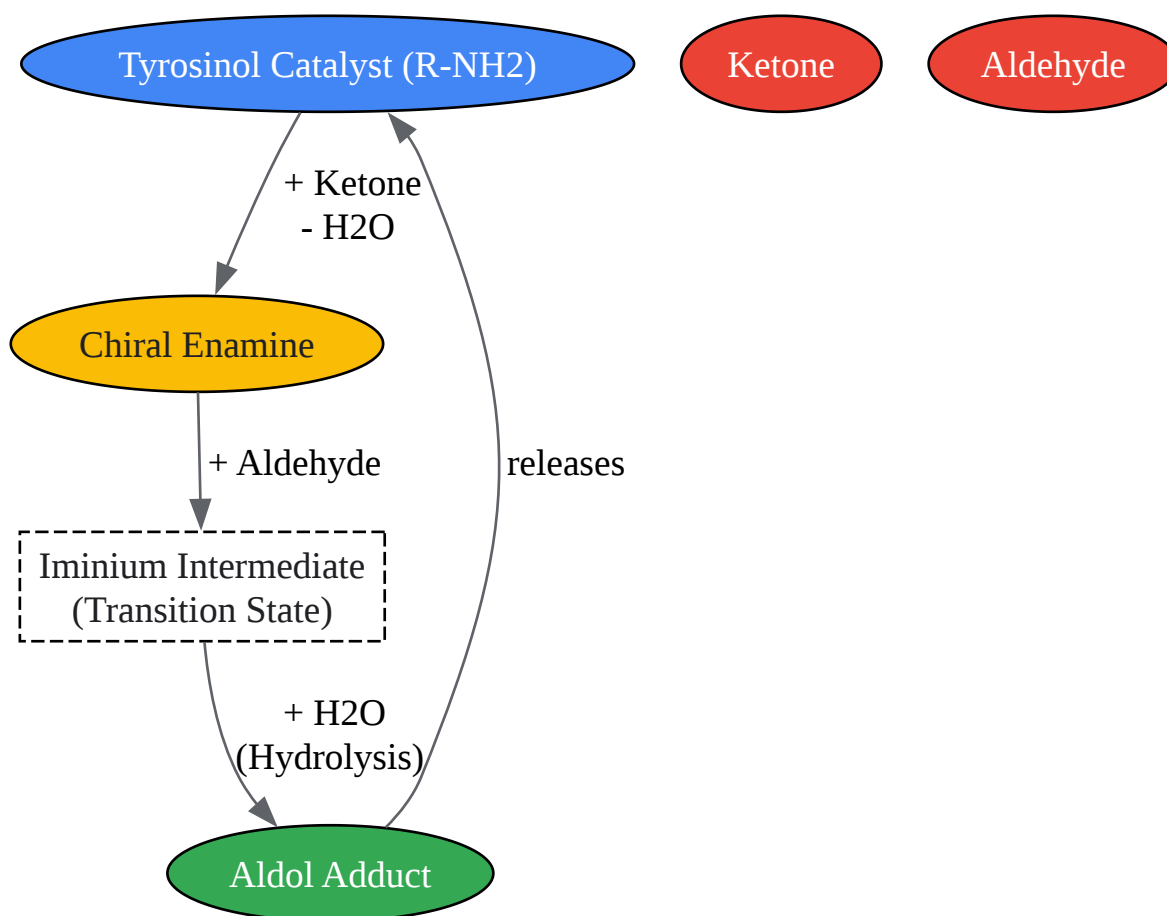 Tyrosinol Catalyst (R-NH2)
Ketone
Aldehyde
+ Ketone
- H2O
Chiral Enamine
+ Aldehyde
releases
Iminium Intermediate
(Transition State)
+ H2O
(Hydrolysis)
Aldol Adduct